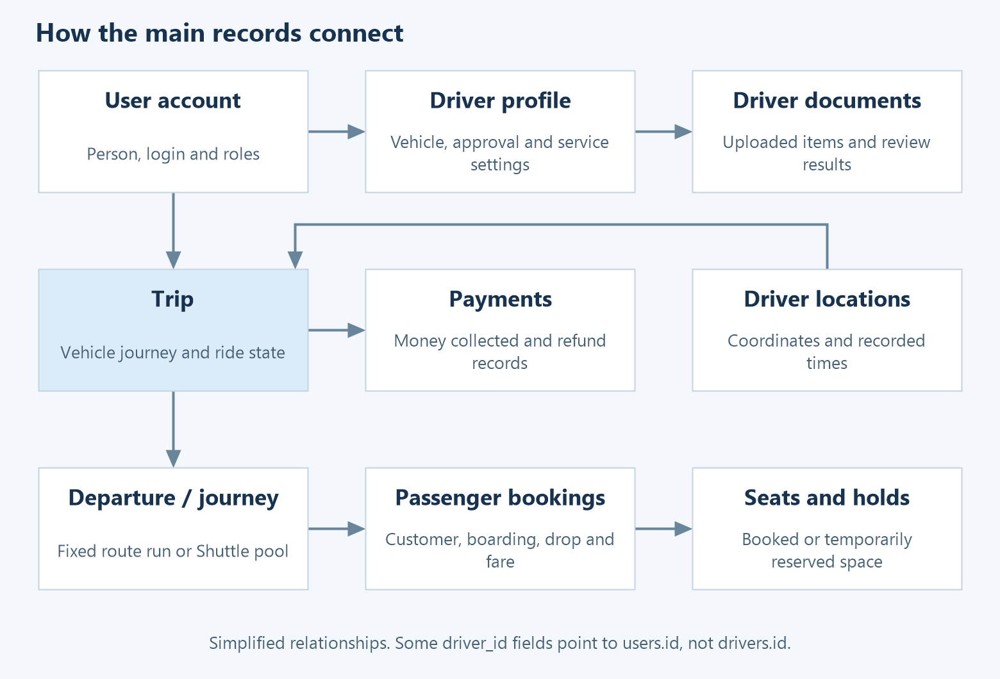 How the main records connect
User account
Person, login and roles
Driver profile
Vehicle, approval and service
settings
Driver documents
Uploaded items and review
results
Trip
Vehicle journey and ride state
Payments
Money collected and refund
records
Driver locations
Coordinates and recorded
times
Departure / journey
Fixed route run or Shuttle pool
Passenger bookings
Customer, boarding, drop and
fare
Seats and holds
Booked or temporarily
reserved space
Simplified relationships. Some driver_id fields point to users.id, not drivers.id.